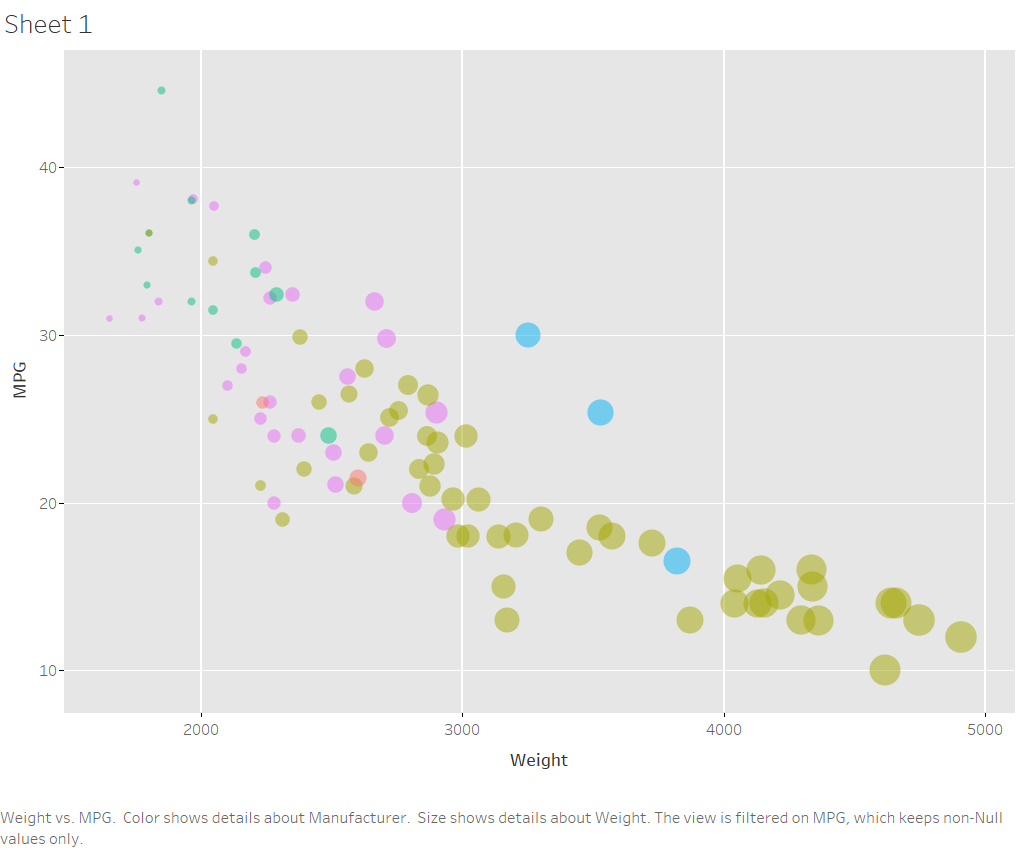 Sheet 1
40
30
20
10
MPG
2000 3000 4000 5000
Weight
Weight vs. MPG.  Color shows details about Manufacturer.  Size shows details about Weight. The view is filtered on MPG, which keeps non-Null
values only.